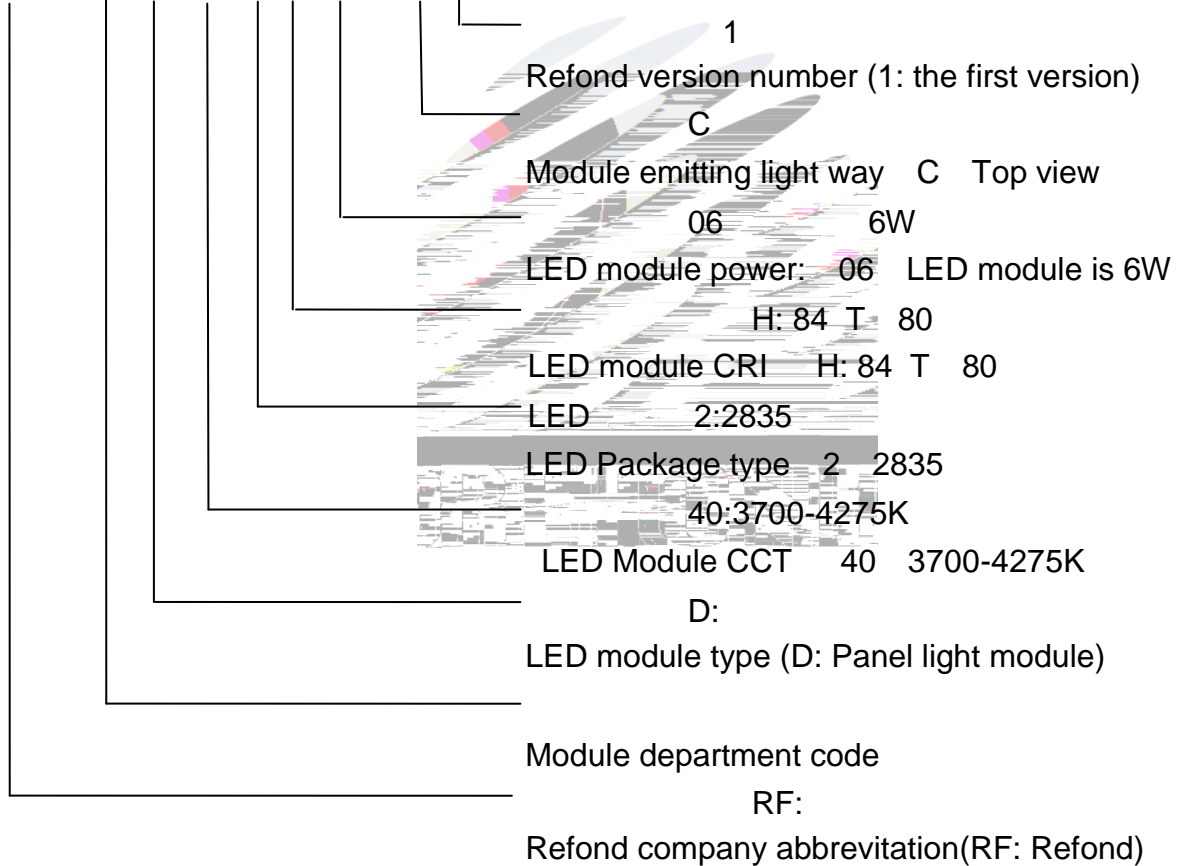 1
Refond version number (1: the first version)
C
Module emitting light way C Top view
06 6W
LED module power: 06 LED module is 6W
H: 84 T 80
LED module CRI H: 84 T 80
LED 2:2835
LED Package type 2 2835
40:3700-4275K
LED Module CCT 40 3700-4275K
D:
LED module type (D: Panel light module)
Module department code
RF:
Refond company abbrevitation(RF: Refond)